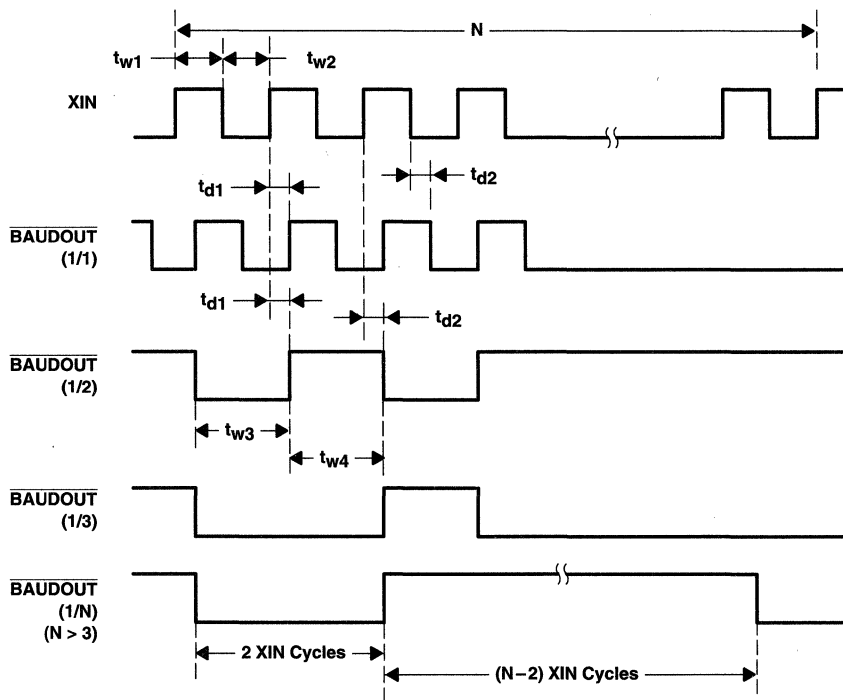 N
tw1
tw2
XIN
td1
td2
BAUDOUT
(1/1)
td1
td2
BAUDOUT
(1/2)
tw3
tw4
BAUDOUT
(1/3)
BAUDOUT
(1/N)
(N > 3)
2 XIN Cycles
(N−2) XIN Cycles